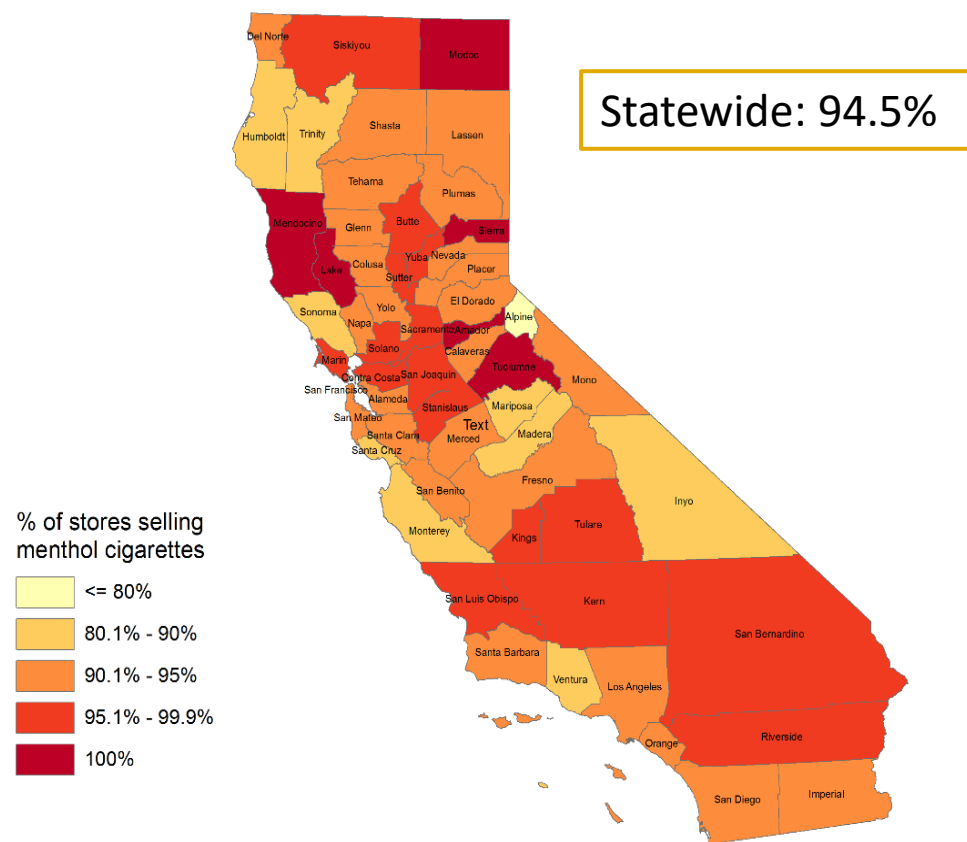 Del Norte
Siskiyou
Modoc
Statewide: 94.5%
Humboldt
Trinity
Shasta
Lassen
Tehama
Plumas
Mendocino
Glenn
Butte
Sierra
Lake
Colusa
Yuba
Nevada
Sutter
Placer
Sonoma
Napa
Yolo
El Dorado
Sacramento
Amador
Alpine
Solano
Calaveras
Marin
Contra Costa
San Joaquin
Tuolumne
Mono
San Francisco
Alameda
Stanislaus
Mariposa
San Mateo
Santa Clara
Text
Merced
Madera
Santa Cruz
San Benito
Fresno
Inyo
Monterey
Kings
Tulare
% of stores selling
menthol cigarettes
<= 80%
80.1% - 90%
90.1% - 95%
95.1% - 99.9%
100%
San Luis Obispo
Kern
San Bernardino
Santa Barbara
Ventura
Los Angeles
Orange
Riverside
San Diego
Imperial